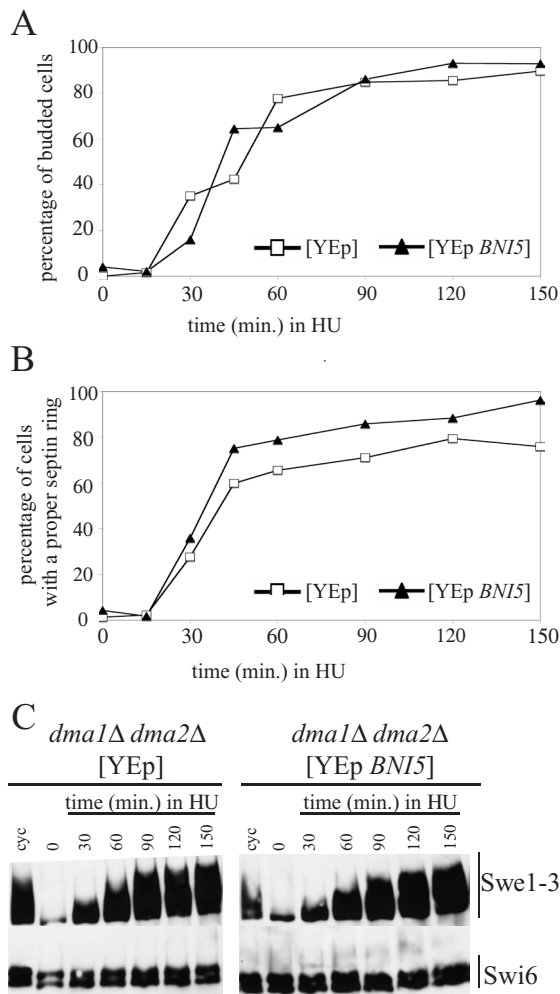 A
percentage of budded cells
100
80
60
40
20
0
[YEp] [YEp BNI5]
0 30 60 90 120 150
time (min.) in HU
B
percentage of cells
with a proper septin ring
100
80
60
40
20
0
[YEp] [YEp BNI5]
0 30 60 90 120 150
time (min.) in HU
C
dma1Δ dma2Δ
[YEp]
time (min.) in HU
cyc 0 30 60 90 120 150
dma1Δ dma2Δ
[YEp BNI5]
time (min.) in HU
cyc 0 30 60 90 120 150
Swe1-3
Swi6